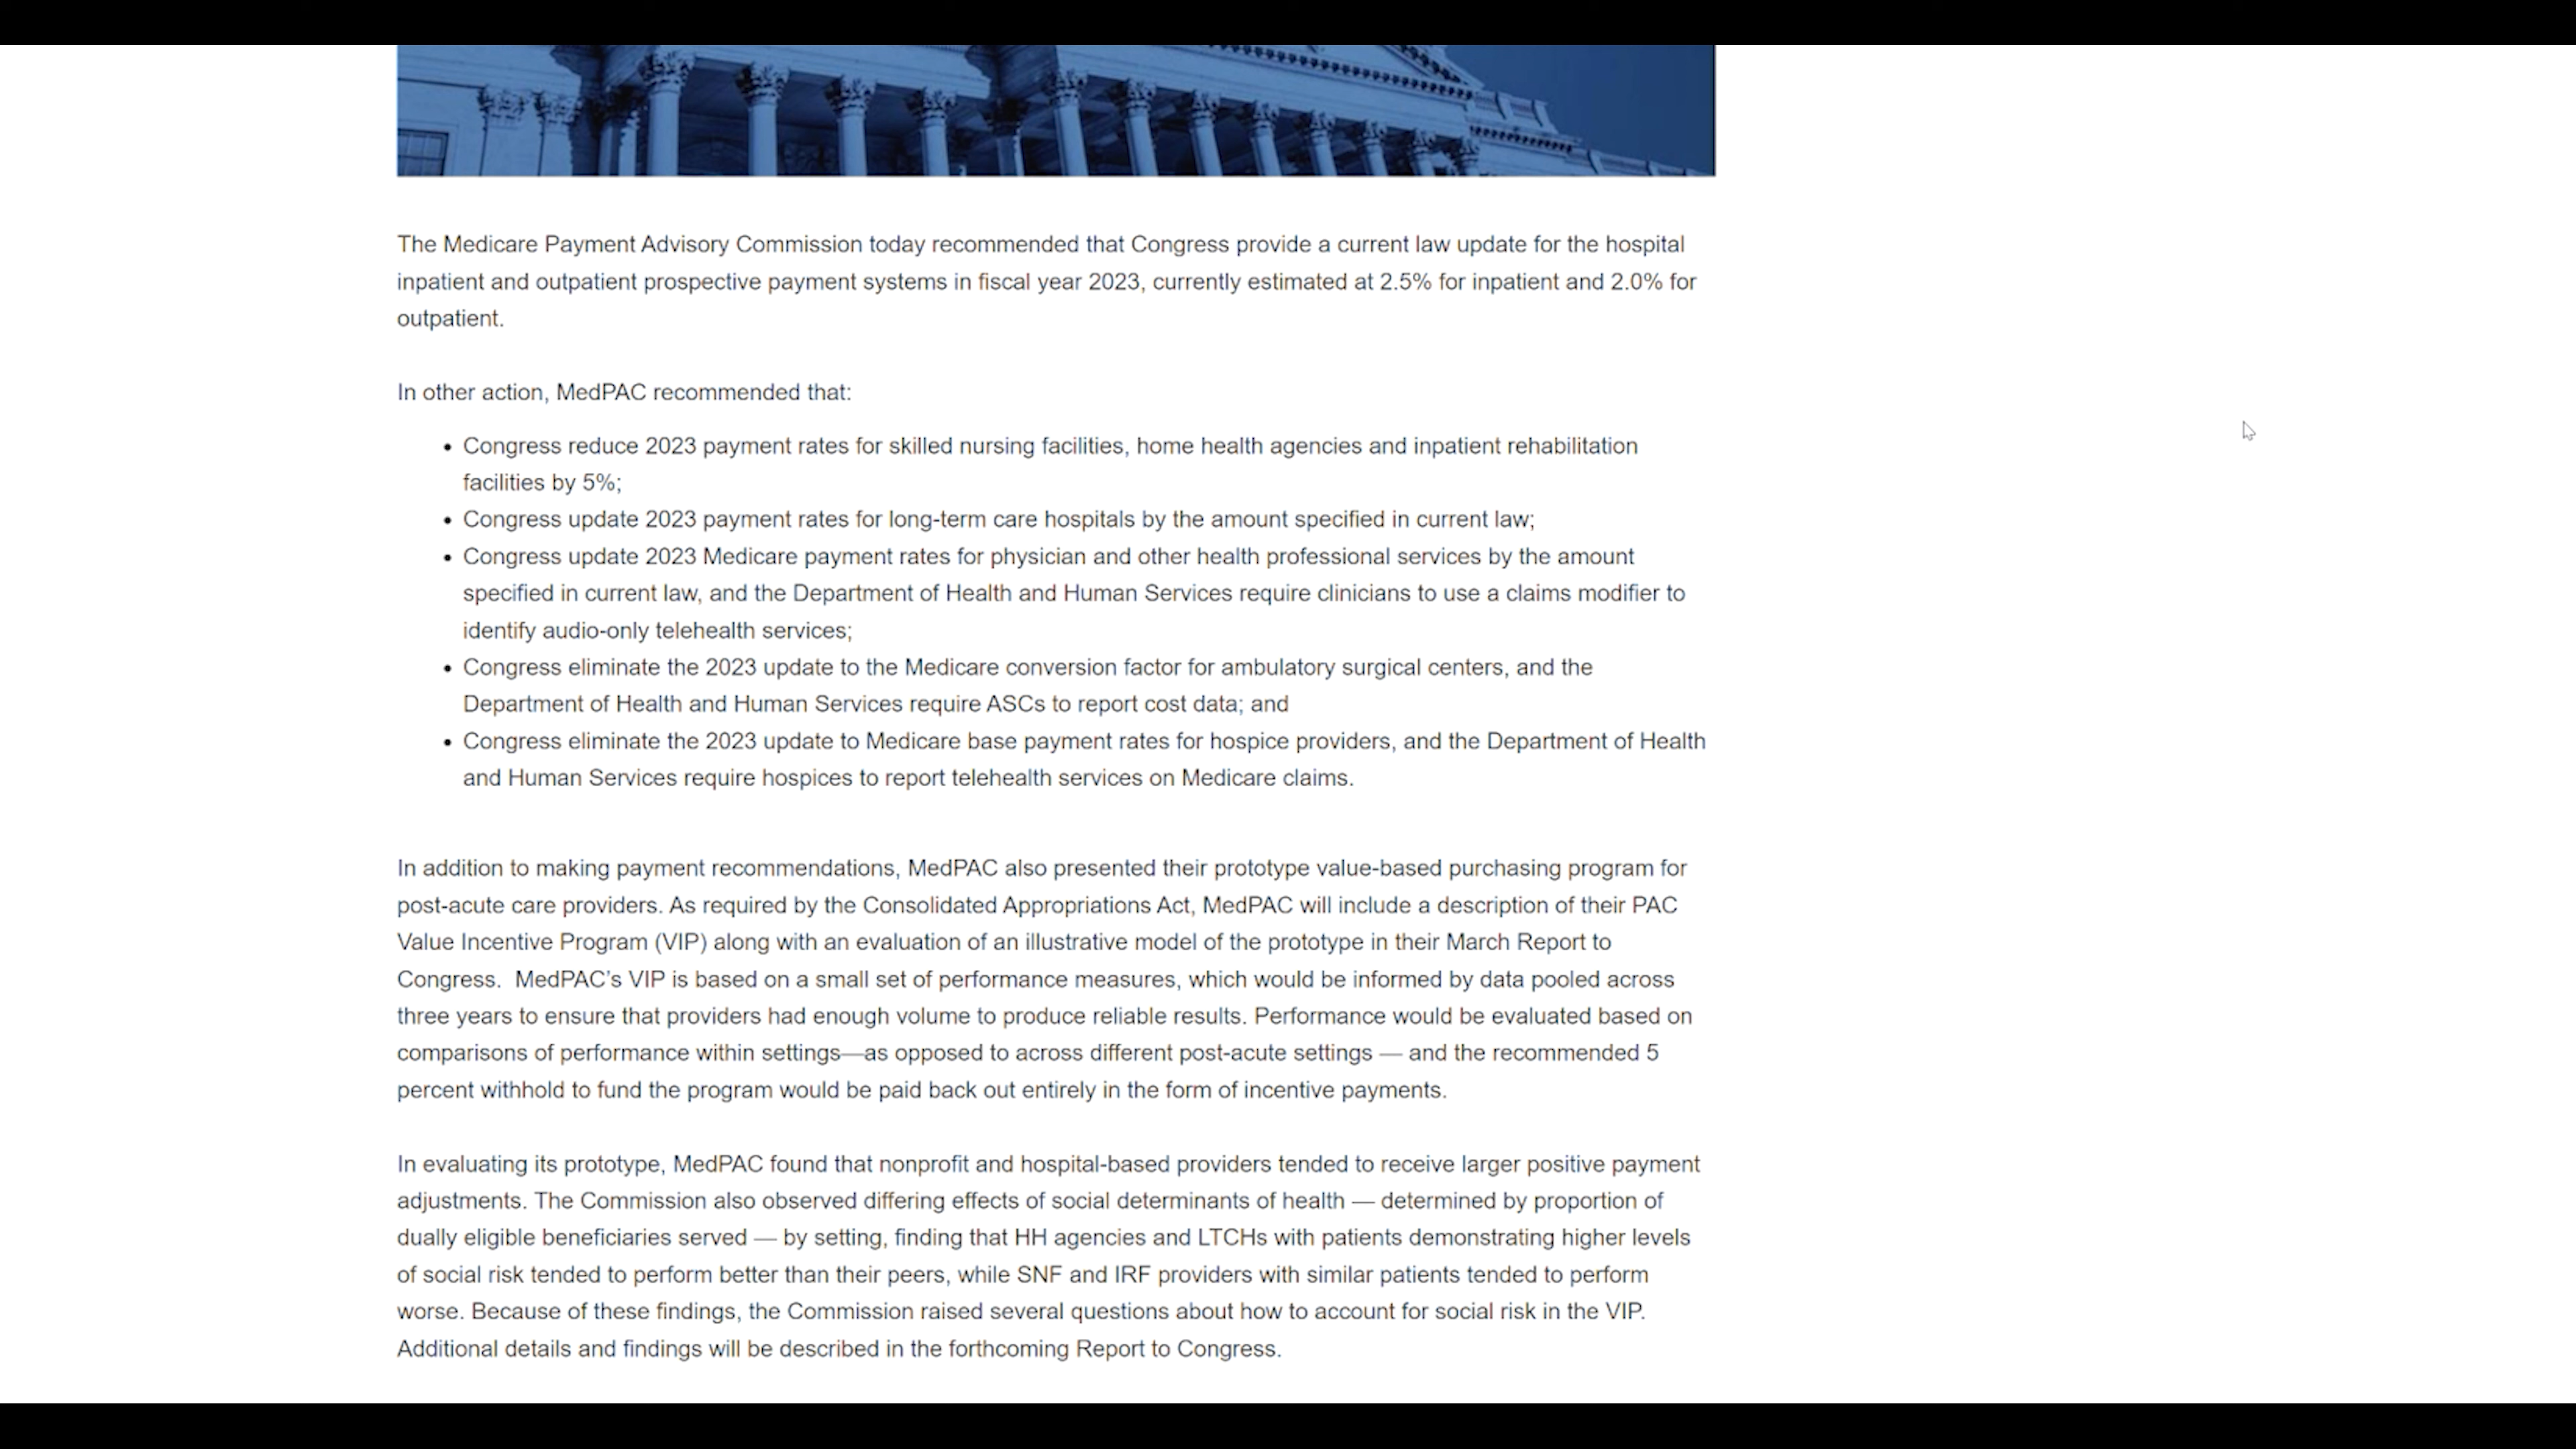 The Medicare Payment Advisory Commission today recommended that Congress provide a current law update for the hospital
inpatient and outpatient prospective payment systems in fiscal year 2023, currently estimated at 2.5% for inpatient and 2.0% for
outpatient.
In other action, MedPAC recommended that:
• Congress reduce 2023 payment rates for skilled nursing facilities, home health agencies and inpatient rehabilitation
facilities by 5%;
• Congress update 2023 payment rates for long-term care hospitals by the amount specified in current law;
• Congress update 2023 Medicare payment rates for physician and other health professional services by the amount
specified in current law, and the Department of Health and Human Services require clinicians to use a claims modifier to
identify audio-only telehealth services;
• Congress eliminate the 2023 update to the Medicare conversion factor for ambulatory surgical centers, and the
Department of Health and Human Services require ASCs to report cost data; and
• Congress eliminate the 2023 update to Medicare base payment rates for hospice providers, and the Department of Health
and Human Services require hospices to report telehealth services on Medicare claims.
In addition to making payment recommendations, MedPAC also presented their prototype value-based purchasing program for
post-acute care providers. As required by the Consolidated Appropriations Act, MedPAC will include a description of their PAC
Value Incentive Program (VIP) along with an evaluation of an illustrative model of the prototype in their March Report to
Congress.  MedPAC’s VIP is based on a small set of performance measures, which would be informed by data pooled across
three years to ensure that providers had enough volume to produce reliable results. Performance would be evaluated based on
comparisons of performance within settings—as opposed to across different post-acute settings — and the recommended 5
percent withhold to fund the program would be paid back out entirely in the form of incentive payments.
In evaluating its prototype, MedPAC found that nonprofit and hospital-based providers tended to receive larger positive payment
adjustments. The Commission also observed differing effects of social determinants of health — determined by proportion of
dually eligible beneficiaries served — by setting, finding that HH agencies and LTCHs with patients demonstrating higher levels
of social risk tended to perform better than their peers, while SNF and IRF providers with similar patients tended to perform
worse. Because of these findings, the Commission raised several questions about how to account for social risk in the VIP.
Additional details and findings will be described in the forthcoming Report to Congress.